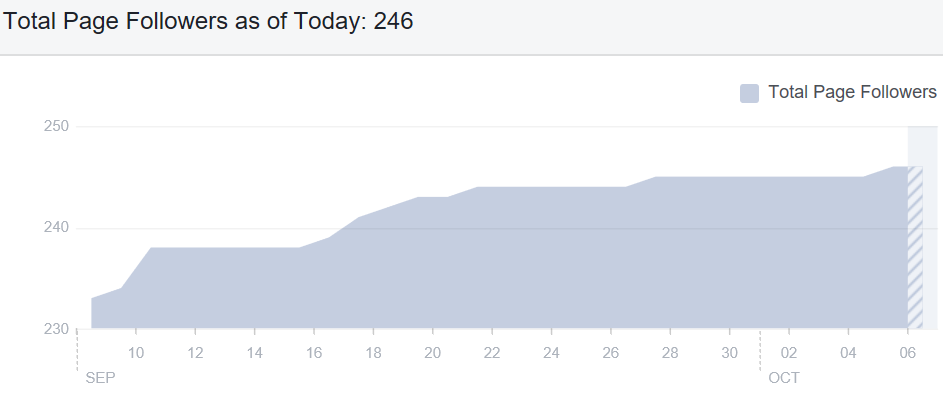 Total Page Followers as of Today: 246
Total Page Followers
250
240
230
10 12 14 16 18 20 22 24 26 28 30 02 04 06
SEP OCT